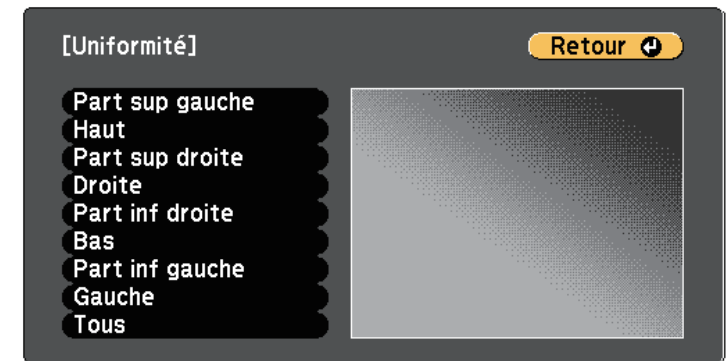 [Uniformité]
Retour
Part sup gauche
Haut
Part sup droite
Droite
Part inf droite
Bas
Part inf gauche
Gauche
Tous